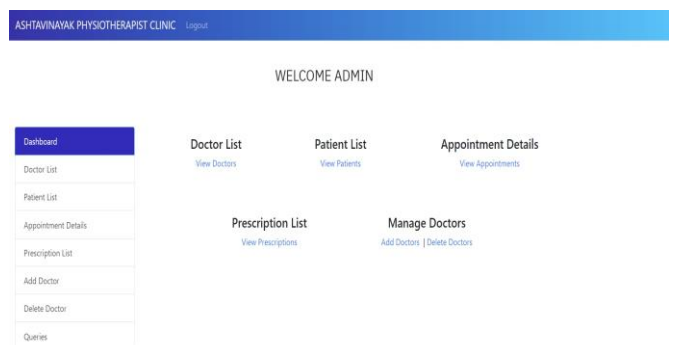 ASHTAVINAYAK PHYSIOTHERAPIST CLINIC Logout
WELCOME ADMIN
Dashboard
Doctor List
Patient List
Appointment Details
Prescription List
Add Doctor
Delete Doctor
Queries
Doctor List
View Doctors
Patient List
View Patients
Appointment Details
View Appointments
Prescription List
View Prescriptions
Manage Doctors
Add Doctors | Delete Doctors